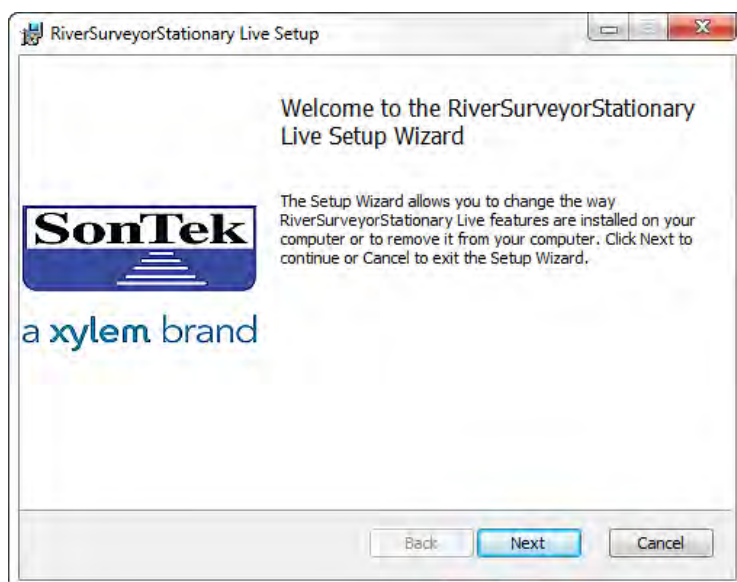 RiverSurveyorStationary Live Setup
Welcome to the RiverSurveyorStationary
Live Setup Wizard
The Setup Wizard allows you to change the way
RiverSurveyorStationary Live features are installed on your
computer or to remove it from your computer. Click Next to
continue or Cancel to exit the Setup Wizard.
SonTek
a xylem brand
Back Next Cancel